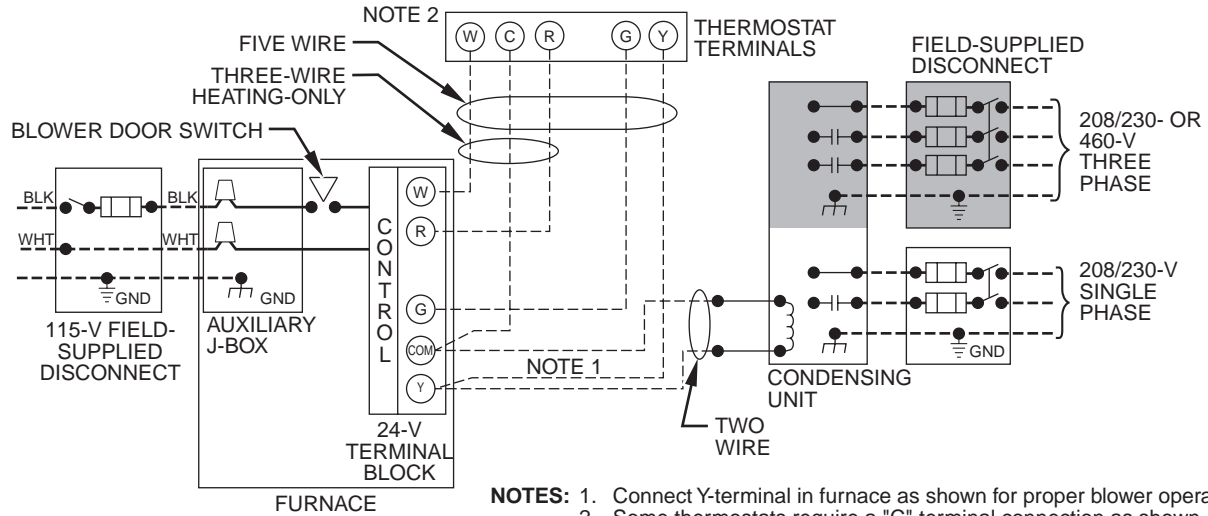 NOTE 2
W C R G Y
THERMOSTAT
TERMINALS
FIVE WIRE
THREE-WIRE
HEATING-ONLY
BLOWER DOOR SWITCH
FIELD-SUPPLIED
DISCONNECT
208/230- OR
460-V
THREE
PHASE
BLK
BLK
WHT
WHT
GND
GND
115-V FIELD-
SUPPLIED
DISCONNECT
AUXILIARY
J-BOX
CONTROL
W
R
G
COM
Y
24-V
TERMINAL
BLOCK
FURNACE
NOTE 1
TWO
WIRE
CONDENSING
UNIT
208/230-V
SINGLE
PHASE
GND
NOTES: 1. Connect Y-terminal in furnace as shown for proper blower opera
2. Some thermostats require a "C" terminal connection as shown